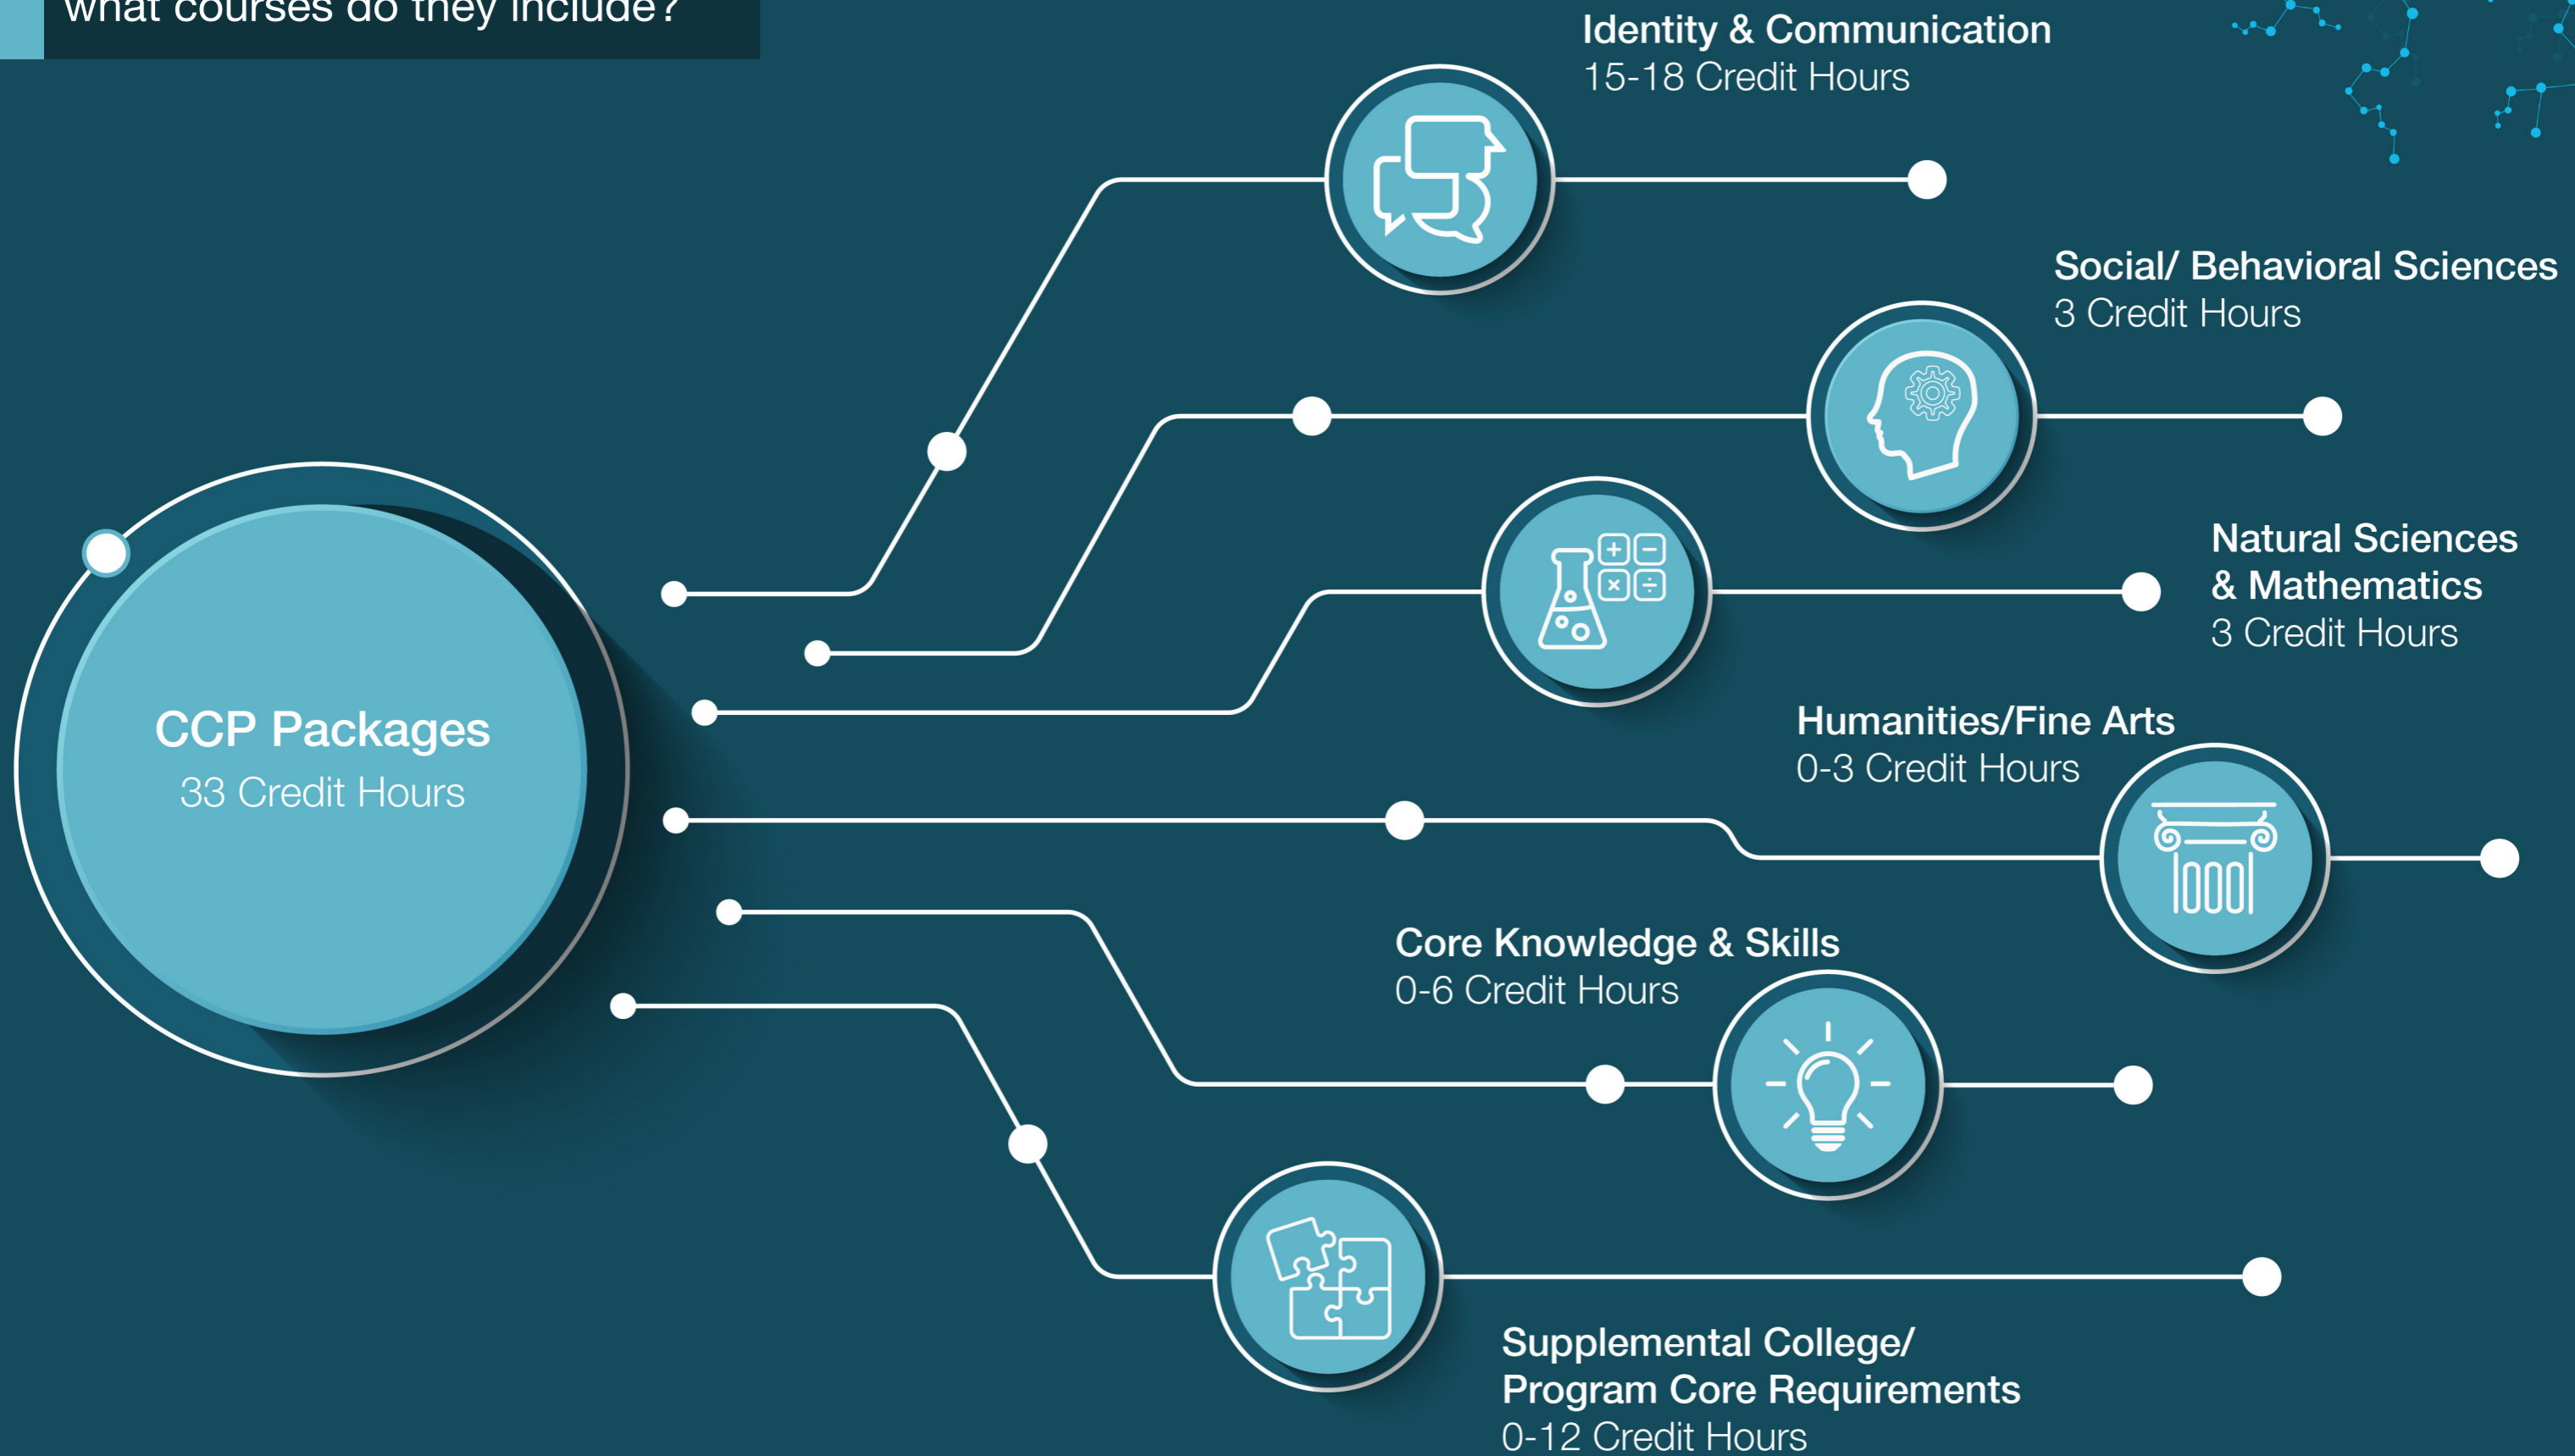 what courses do they include?
Identity & Communication
15-18 Credit Hours
Social/ Behavioral Sciences
3 Credit Hours
Natural Sciences
& Mathematics
3 Credit Hours
CCP Packages
33 Credit Hours
Humanities/Fine Arts
0-3 Credit Hours
Core Knowledge & Skills
0-6 Credit Hours
Supplemental College/
Program Core Requirements
0-12 Credit Hours